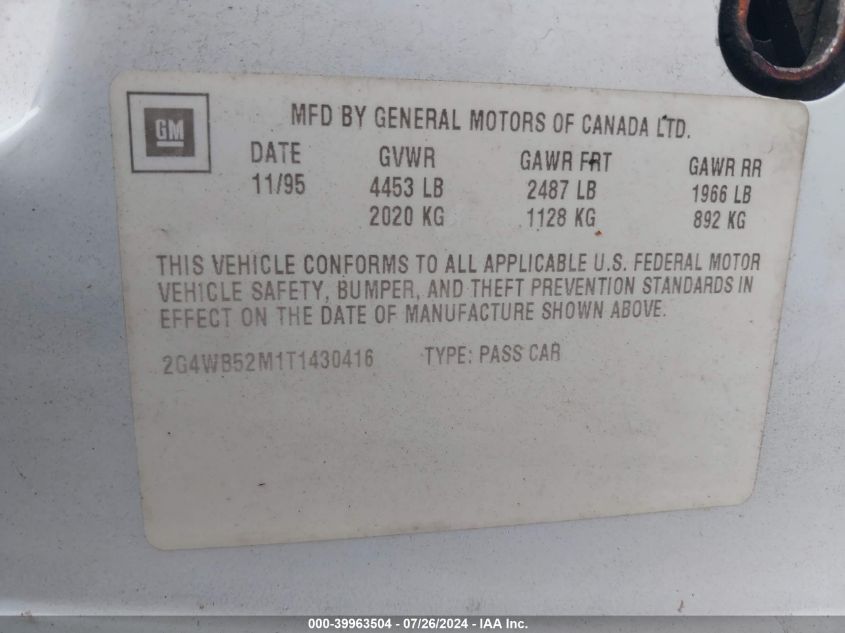 GM
MFD BY GENERAL MOTORS OF CANADA LTD.
DATE GVWR GAWR FRT GAWR RR
11/95 4453 LB 2487 LB 1966 LB
2020 KG 1128 KG 892 KG
THIS VEHICLE CONFORMS TO ALL APPLICABLE U.S. FEDERAL MOTOR
VEHICLE SAFETY, BUMPER, AND THEFT PREVENTION STANDARDS IN
EFFECT ON THE DATE OF MANUFACTURE SHOWN ABOVE.
2G4WB52M1T1430416 TYPE: PASS CAR
000-39963504 - 07/26/2024 - IAA Inc.